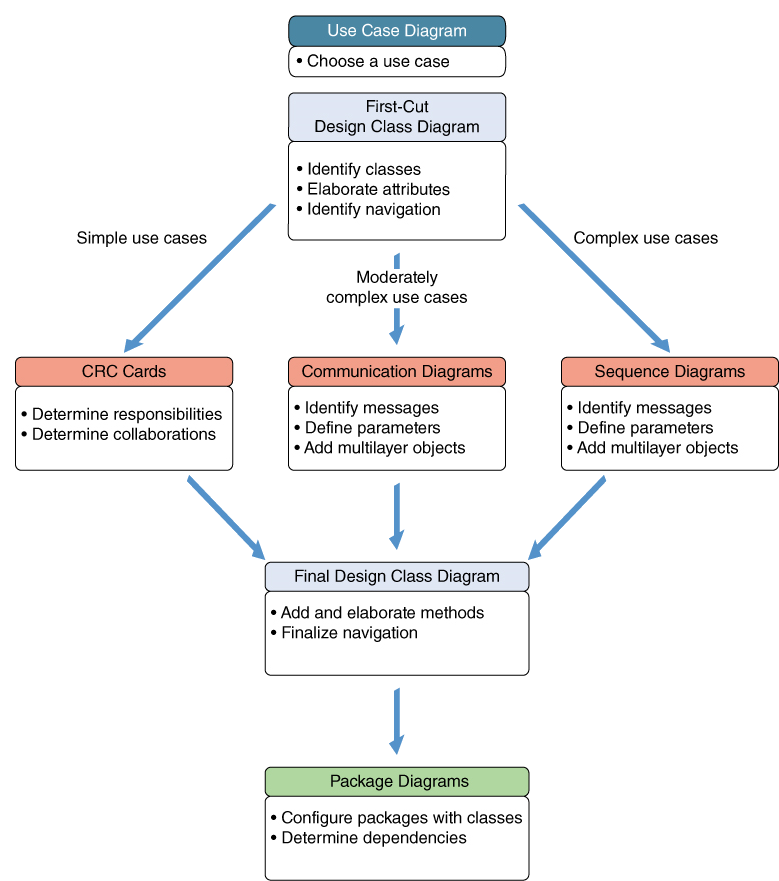 Use Case Diagram
• Choose a use case
First-Cut
Design Class Diagram
• Identify classes
• Elaborate attributes
• Identify navigation
Simple use cases
Moderately
complex use cases
Complex use cases
CRC Cards
• Determine responsibilities
• Determine collaborations
Communication Diagrams
• Identify messages
• Define parameters
• Add multilayer objects
Sequence Diagrams
• Identify messages
• Define parameters
• Add multilayer objects
Final Design Class Diagram
• Add and elaborate methods
• Finalize navigation
Package Diagrams
• Configure packages with classes
• Determine dependencies